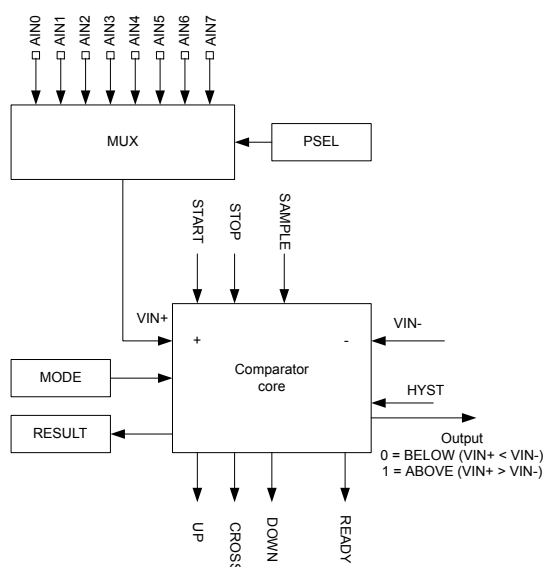 AIN0
AIN1
AIN2
AIN3
AIN4
AIN5
AIN6
AIN7
MUX
PSEL
START
STOP
SAMPLE
VIN+
+
-
VIN-
MODE
Comparator
core
HYST
RESULT
Output
0 = BELOW (VIN+ < VIN-)
1 = ABOVE (VIN+ > VIN-)
UP
CROSS
DOWN
READY